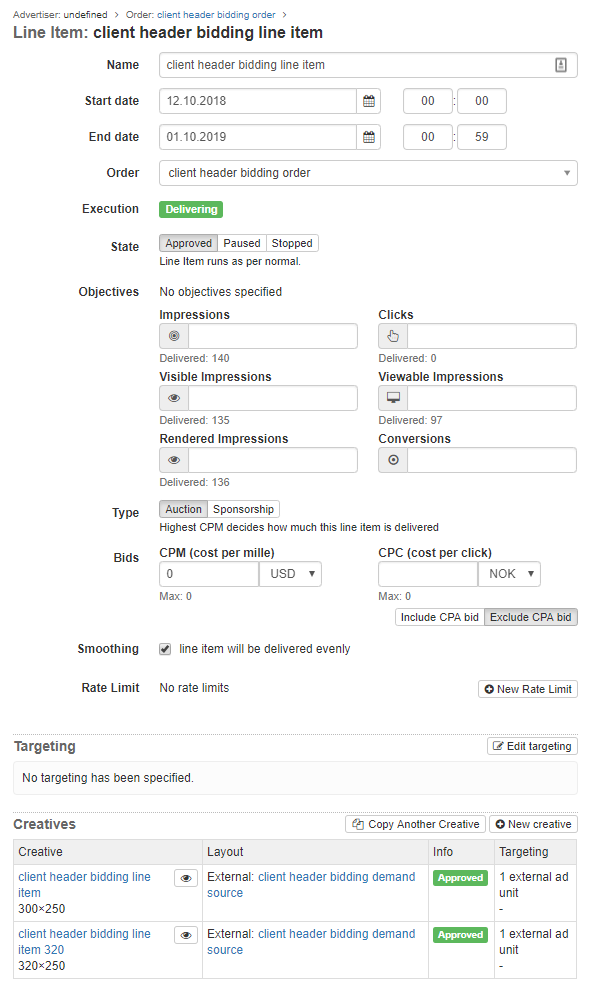 Advertiser: undefined > Order: client header bidding order >
Line Item: client header bidding line item
Name client header bidding line item
Start date 12.10.2018 00 : 00
End date 01.10.2019 00 : 59
Order client header bidding order
Execution Delivering
State Approved Paused Stopped
Line Item runs as per normal.
Objectives No objectives specified
Impressions Clicks
Delivered: 140 Delivered: 0
Visible Impressions Viewable Impressions
Delivered: 135 Delivered: 97
Rendered Impressions Conversions
Delivered: 136
Type Auction Sponsorship
Highest CPM decides how much this line item is delivered
Bids CPM (cost per mille) CPC (cost per click)
0 USD NOK
Max: 0 Max: 0
Include CPA bid Exclude CPA bid
Smoothing line item will be delivered evenly
Rate Limit No rate limits New Rate Limit
Targeting Edit targeting
No targeting has been specified.
Creatives Copy Another Creative New creative
Creative Layout Info Targeting
client header bidding line External: client header bidding demand Approved 1 external ad
item source unit
300×250 -
client header bidding line External: client header bidding demand Approved 1 external ad
item 320 source unit
320×250 -